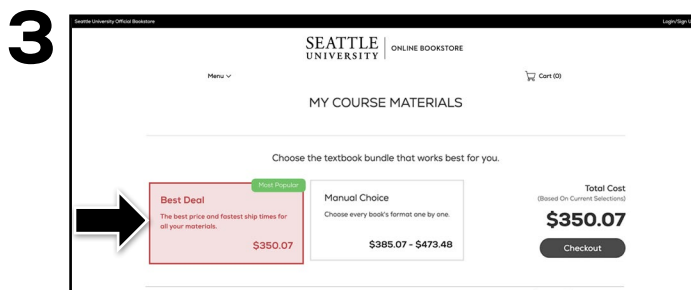 3
Seattle University Official Bookstore
Login/Sign U
SEATTLE
UNIVERSITY
ONLINE BOOKSTORE
Menu
Cart (0)
MY COURSE MATERIALS
Choose the textbook bundle that works best for you.
Most Popular
Best Deal
The best price and fastest ship times for
all your materials.
$350.07
Manual Choice
Choose every book's format one by one.
$385.07 - $473.48
Total Cost
(Based On Current Selections)
$350.07
Checkout